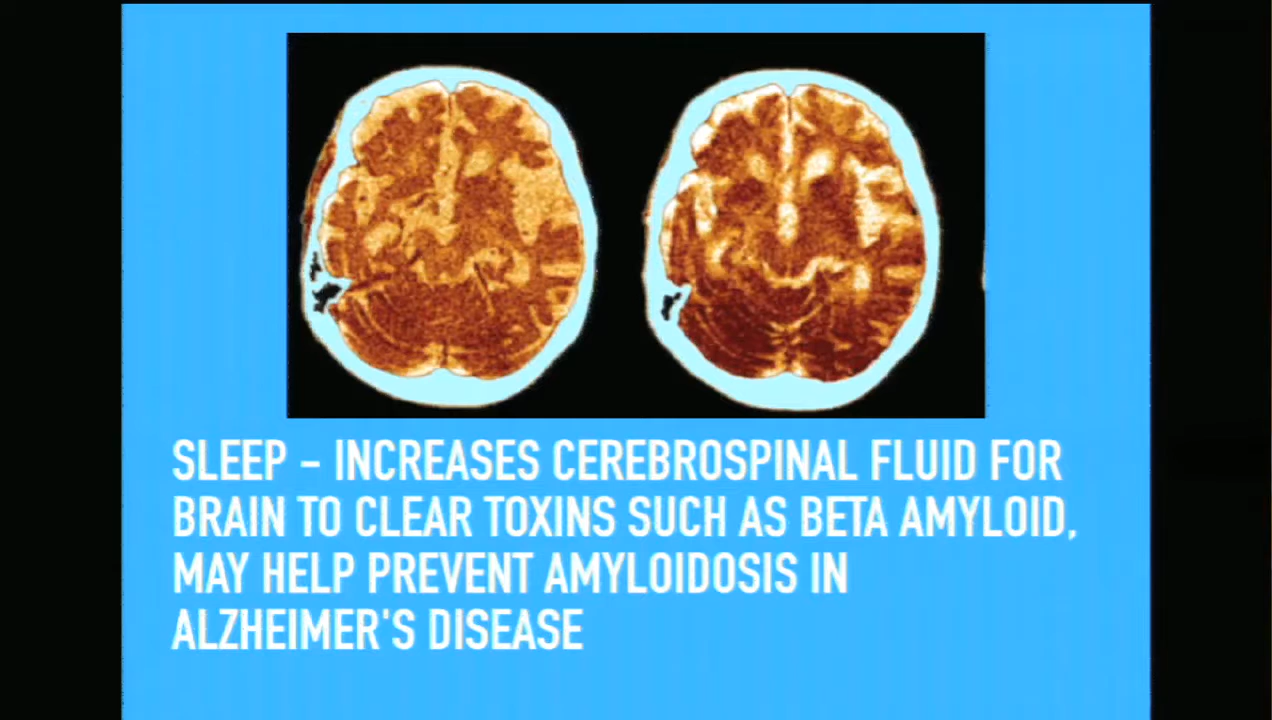 SLEEP – INCREASES CEREBROSPINAL FLUID FOR
BRAIN TO CLEAR TOXINS SUCH AS BETA AMYLOID,
MAY HELP PREVENT AMYLOIDOSIS IN
ALZHEIMER'S DISEASE